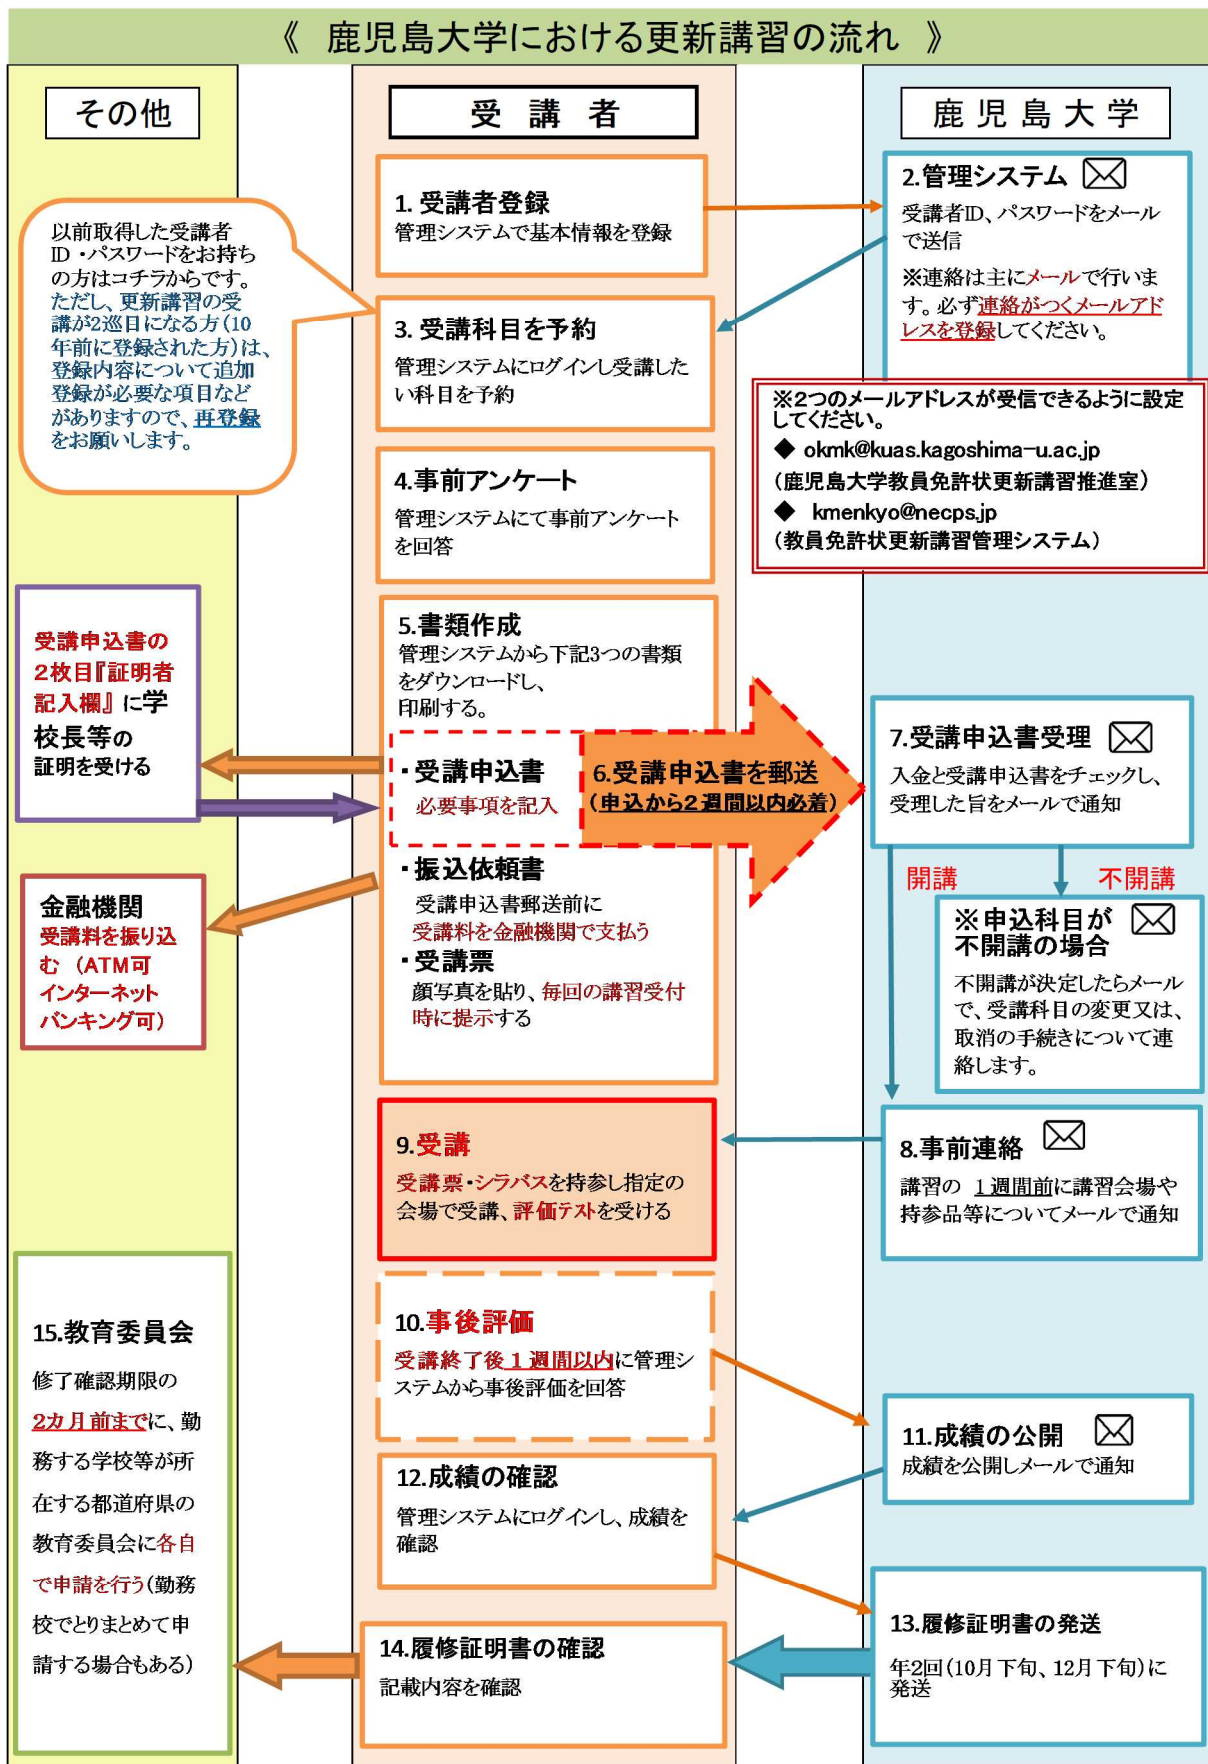 《 鹿児島大学における更新講習の流れ 》
その他
受 講 者
鹿 児 島 大 学
1. 受講者登録
管理システムで基本情報を登録
2.管理システム
受講者ID、パスワードをメール
で送信
※連絡は主にメールで行いま
す。必ず連絡がつくメールアド
レスを登録してください。
以前取得した受講者
ID・パスワードをお持ち
の方はコチラからです。
ただし、更新講習の受
講が2巡目になる方(10
年前に登録された方)は、
登録内容について追加
登録が必要な項目など
がありますので、再登録
をお願いします。
3. 受講科目を予約
管理システムにログインし受講した
い科目を予約
※2つのメールアドレスが受信できるように設定
してください。
◆ okmk@kuas.kagoshima-u.ac.jp
(鹿児島大学教員免許状更新講習推進室)
◆ kmenkyo@necps.jp
(教員免許状更新講習管理システム)
4.事前アンケート
管理システムにて事前アンケート
を回答
5.書類作成
管理システムから下記3つの書類
をダウンロードし、
印刷する。
・受講申込書
必要事項を記入
受講申込書の
2枚目『証明者
記入欄』に学
校長等の
証明を受ける
6.受講申込書を郵送
(申込から2週間以内必着)
7.受講申込書受理
入金と受講申込書をチェックし、
受理した旨をメールで通知
・振込依頼書
受講申込書郵送前に
受講料を金融機関で支払う
・受講票
顔写真を貼り、毎回の講習受付
時に提示する
金融機関
受講料を振り込
む (ATM可
インターネット
バンキング可)
開講
不開講
※申込科目が
不開講の場合
不開講が決定したらメール
で、受講科目の変更又は、
取消の手続きについて連
絡します。
8.事前連絡
講習の 1週間前に講習会場や
持参品等についてメールで通知
9.受講
受講票・シラバスを持参し指定の
会場で受講、評価テストを受ける
10.事後評価
受講終了後1週間以内に管理シ
ステムから事後評価を回答
11.成績の公開
成績を公開しメールで通知
12.成績の確認
管理システムにログインし、成績を
確認
13.履修証明書の発送
年2回(10月下旬、12月下旬)に
発送
14.履修証明書の確認
記載内容を確認
15.教育委員会
修了確認期限の
2カ月前までに、勤
務する学校等が所
在する都道府県の
教育委員会に各自
で申請を行う(勤務
校でとりまとめて申
請する場合もある)